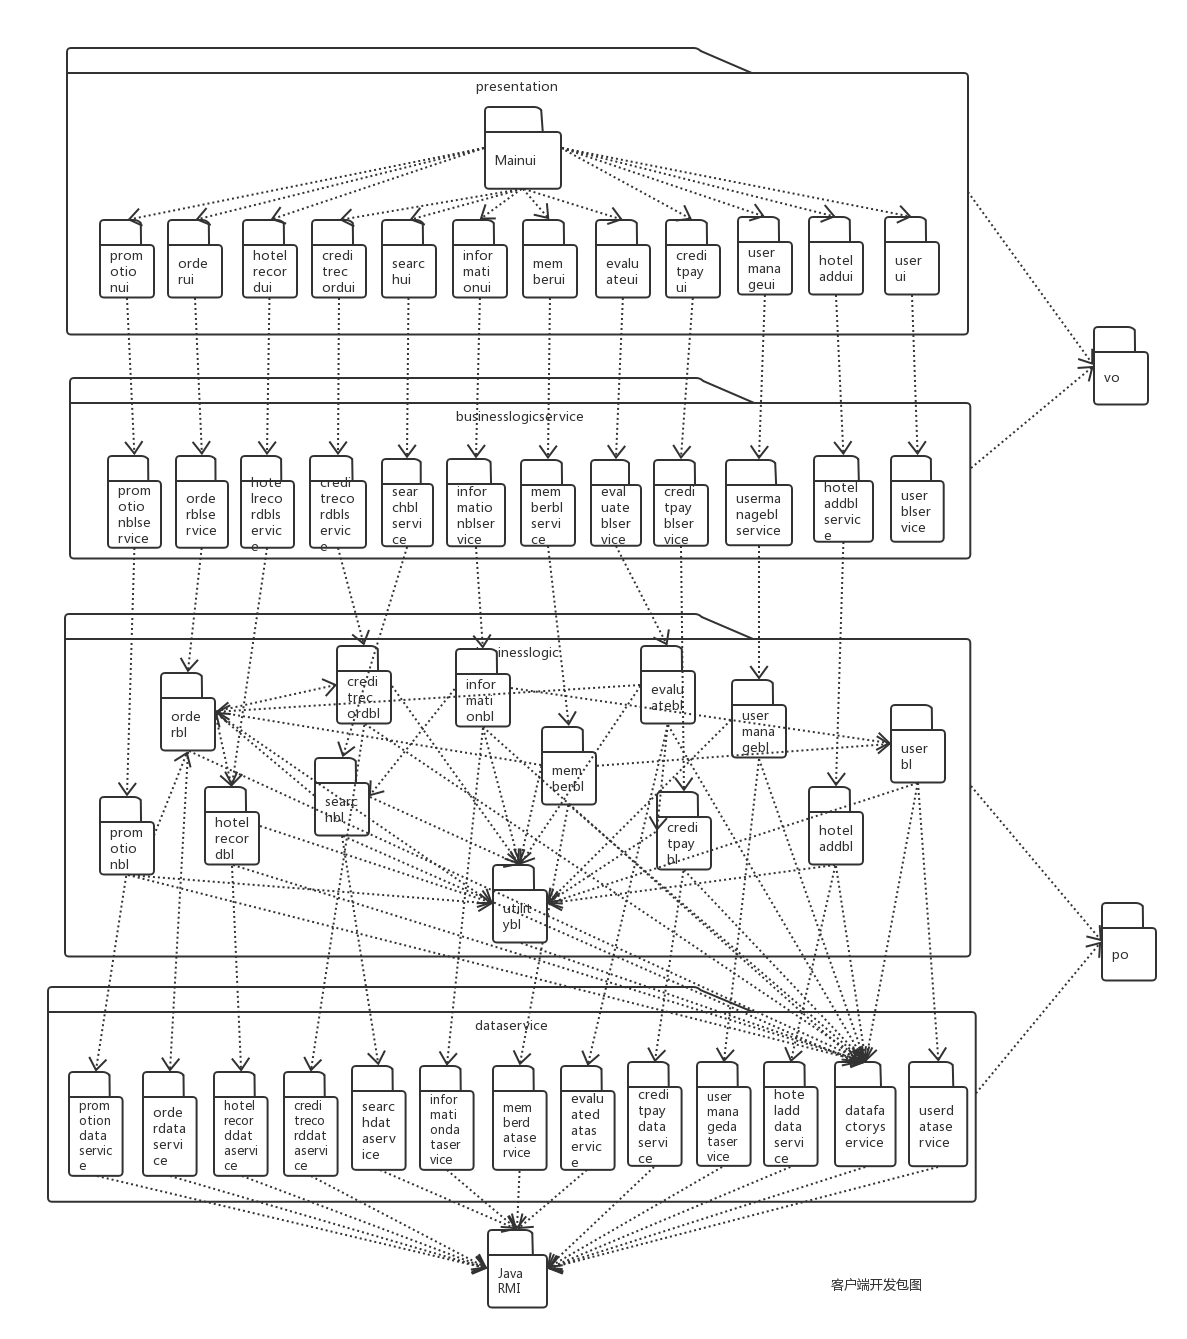 presentation
Mainui
prom
otio
nui
orde
rui
hotel
recor
dui
credi
trec
ordui
searc
hui
infor
mati
onui
mem
berui
evalu
ateui
credi
tpay
ui
user
mana
geui
hotel
addui
user
ui
vo
businesslogicservice
prom
otio
nblse
rvice
orde
rblse
rvice
hote
lreco
rdbls
ervic
e
credi
treco
rdbls
ervic
e
sear
chbl
servi
ce
infor
matio
nblser
vice
mem
berbl
servi
ce
eval
uate
blser
vice
credi
tpay
blser
vice
userma
nagebl
service
hotel
addbl
servic
e
user
blser
vice
inesslogic
orde
rbl
credi
trec
ordbl
infor
mati
onbl
evalu
atebl
user
mana
gebl
user
bl
mem
berbl
searc
hbl
prom
otio
nbl
hotel
recor
dbl
credi
tpay
bl
hotel
addbl
utilit
ybl
po
dataservice
prom
otion
data
servic
e
orde
rdata
servi
ce
hotel
recor
ddat
aservi
ce
credi
treco
rddat
aservi
ce
searc
hdat
aserv
ice
infor
mati
onda
taser
vice
mem
berd
atase
rvice
evalu
ated
atas
ervic
e
credi
tpay
data
servi
ce
user
mana
geda
taser
vice
hote
ladd
data
servi
ce
datafa
ctorys
ervice
userd
atase
rvice
Java
RMI
客户端开发包图